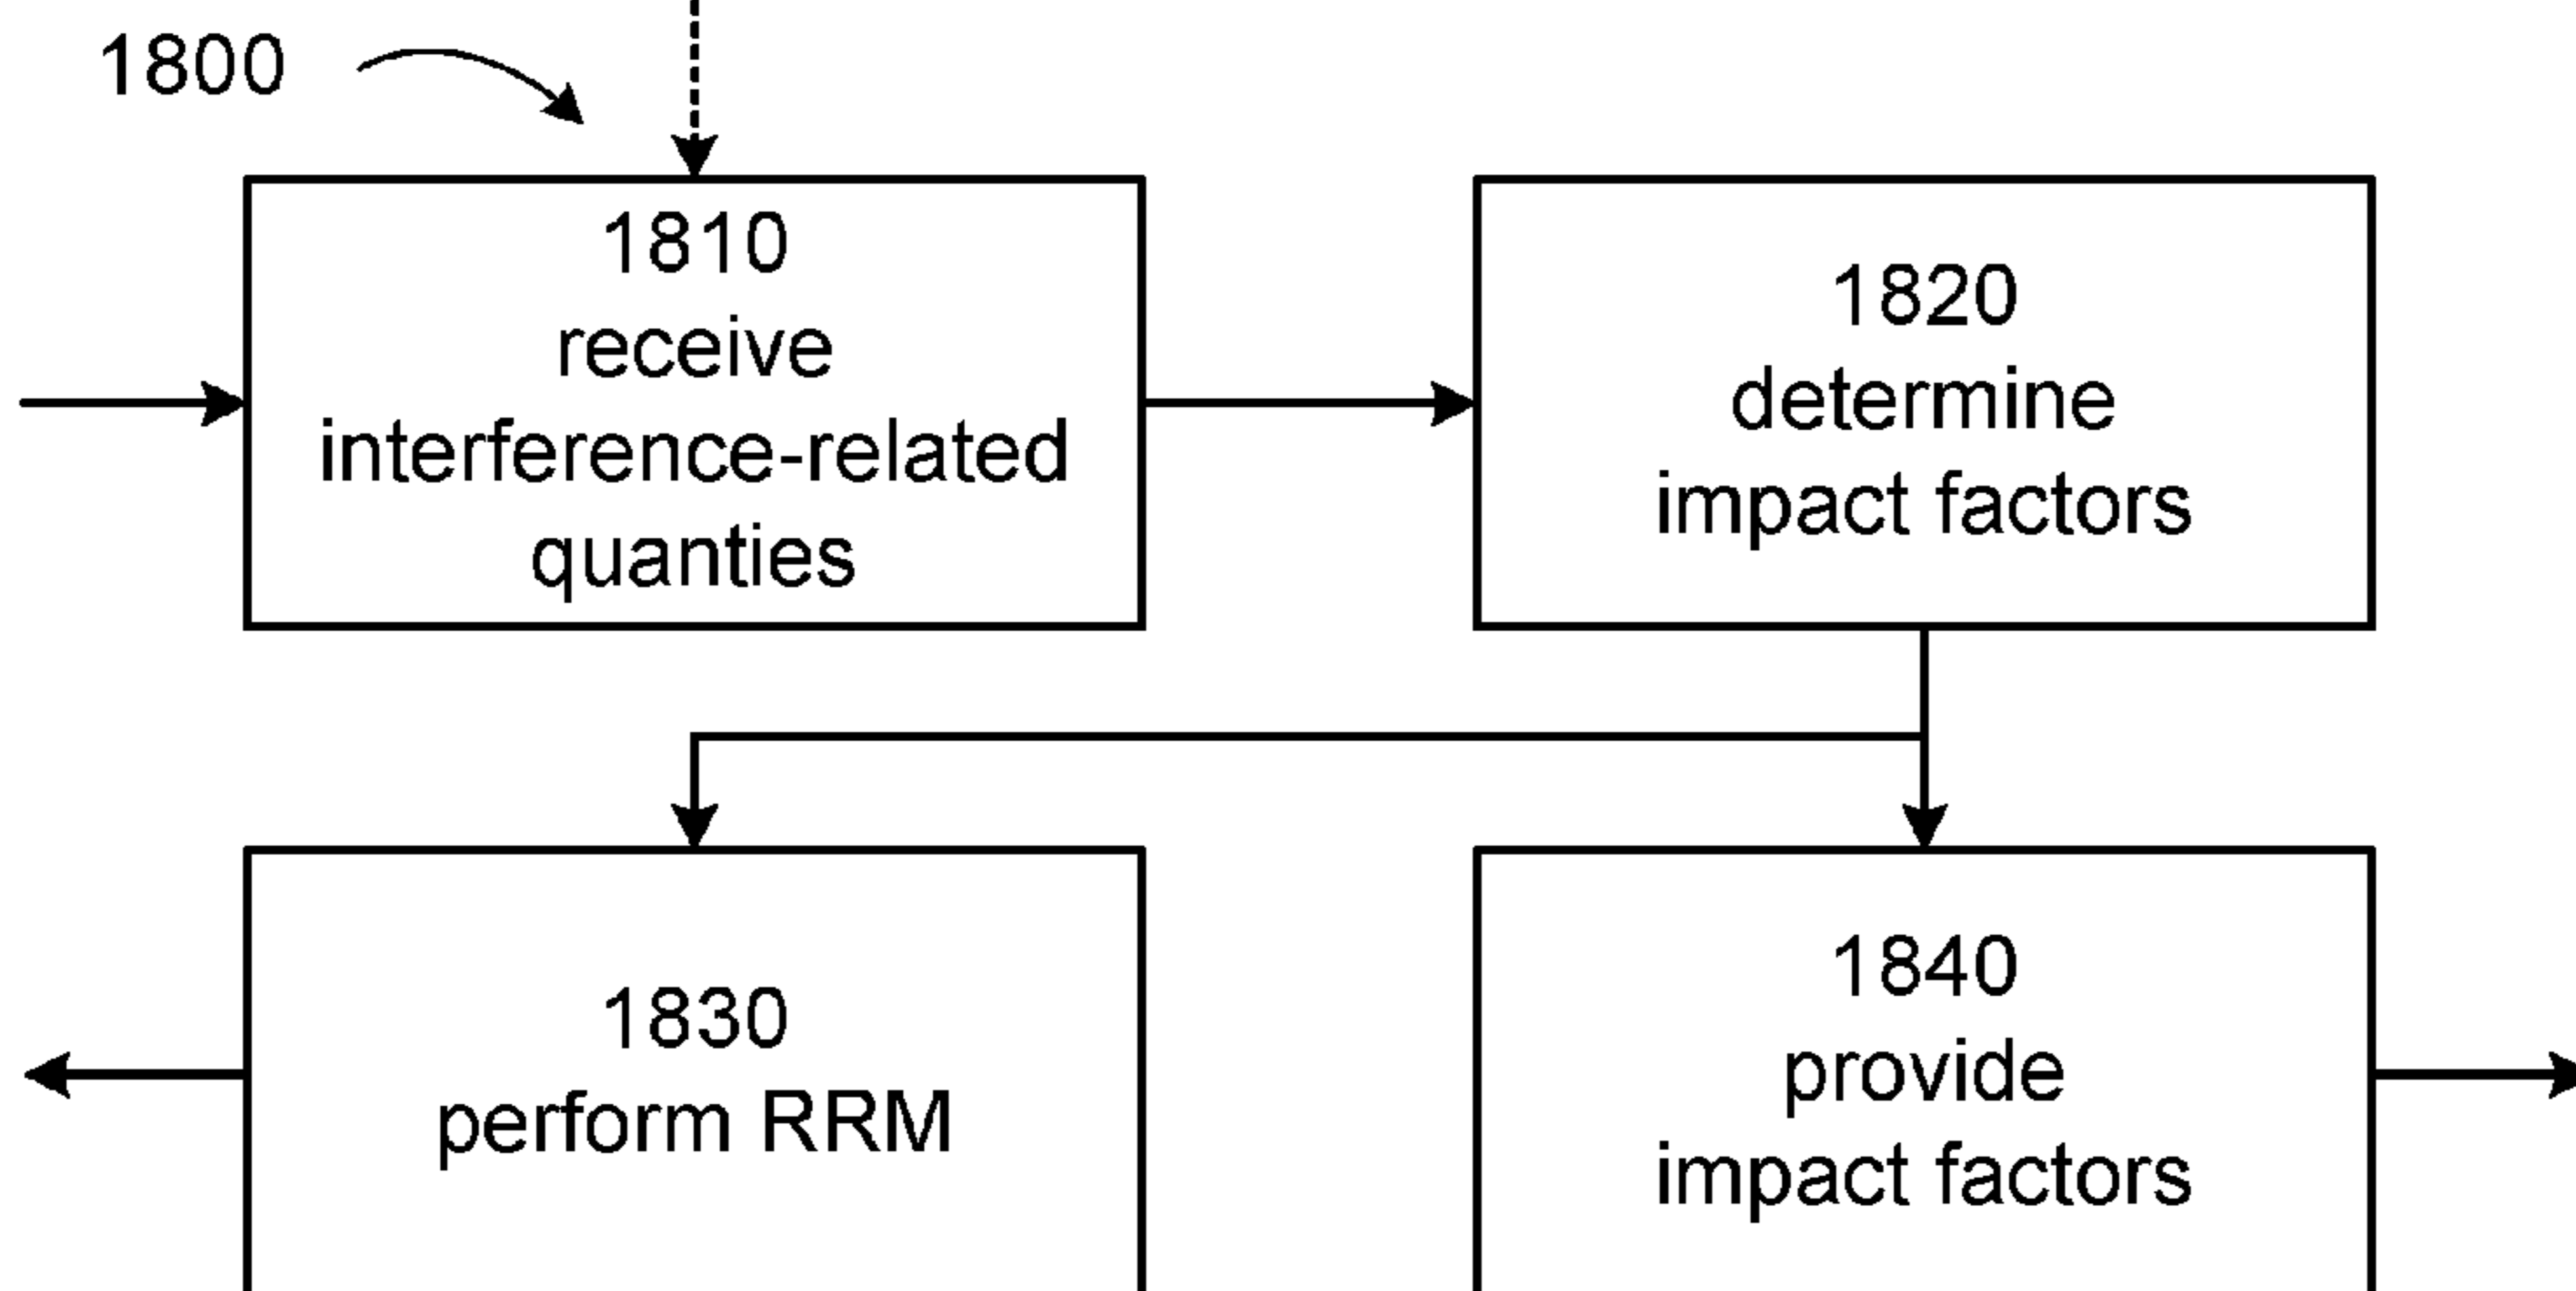 1800
1810
receive
interference-related
quanties
1820
determine
impact factors
1830
perform RRM
1840
provide
impact factors